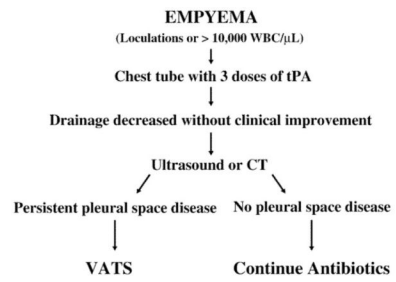 EMPYEMA
(Loculations or > 10,000 WBC/µL)
Chest tube with 3 doses of tPA
Drainage decreased without clinical improvement
Ultrasound or CT
Persistent pleural space disease
No pleural space disease
VATS
Continue Antibiotics